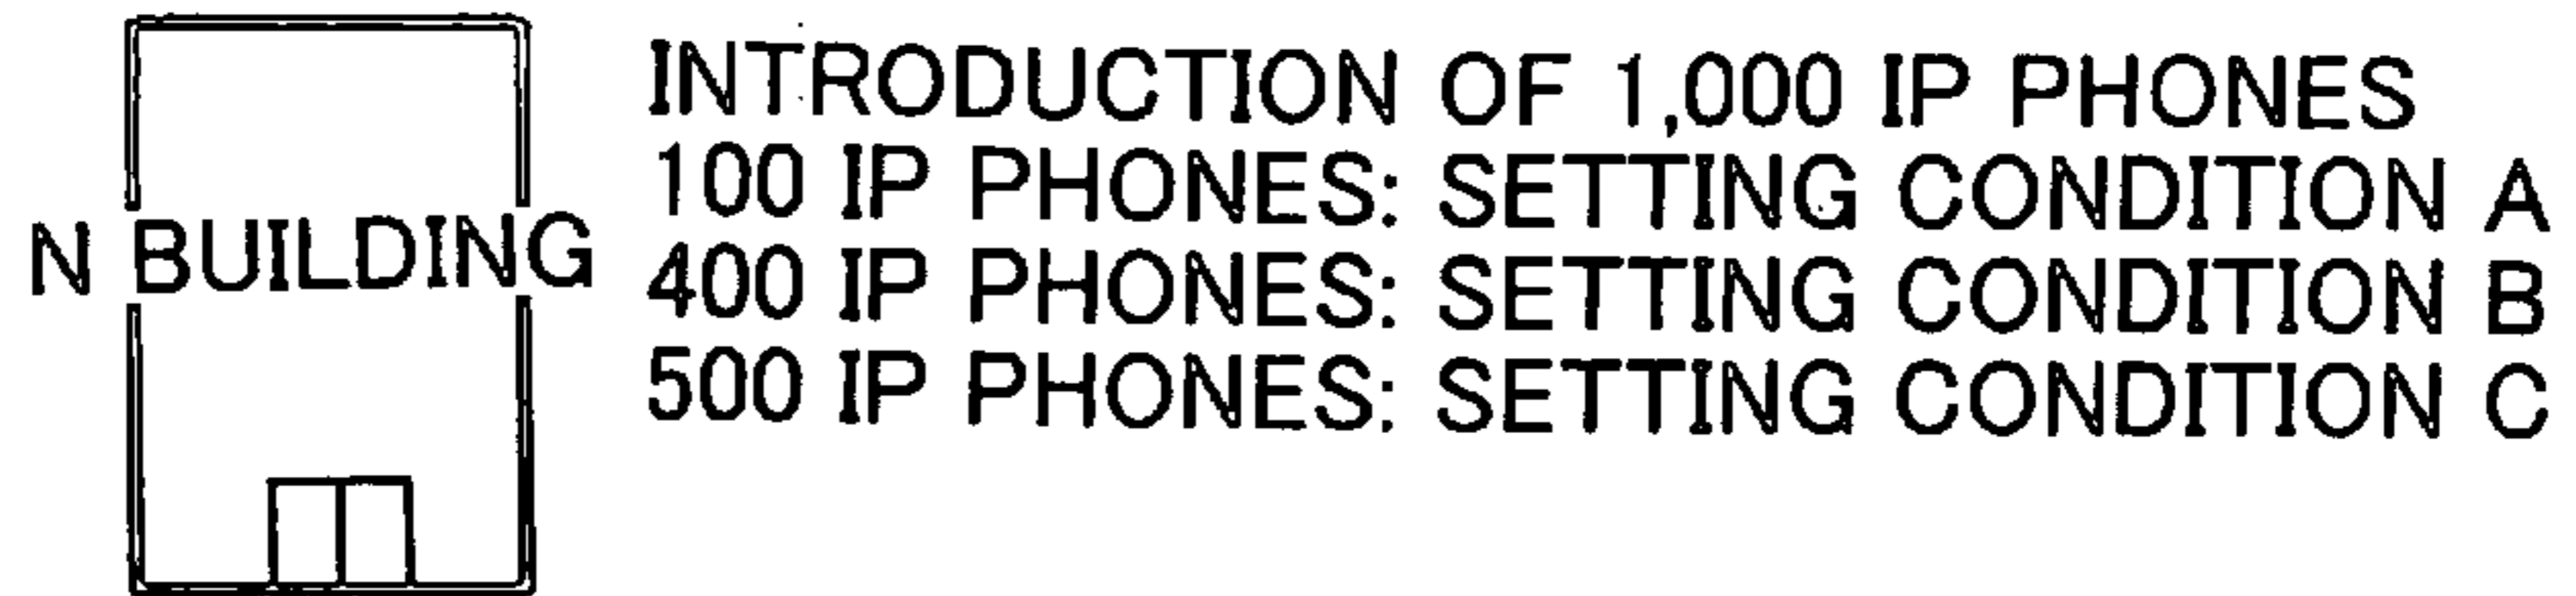 N BUILDING
INTRODUCTION OF 1,000 IP PHONES
100 IP PHONES: SETTING CONDITION A
400 IP PHONES: SETTING CONDITION B
500 IP PHONES: SETTING CONDITION C